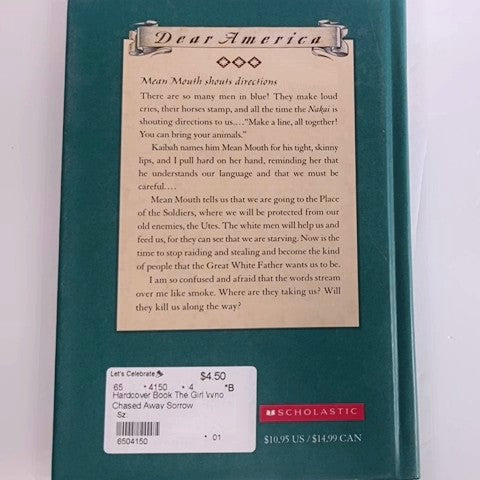 Dear America
Mean Mouth shouts directions
There are so many men in blue! They make loud
cries, their horses stamp, and all the time the Nakai is
shouting directions to us.…"Make a line, all together!
You can bring your animals."
Kaibah names him Mean Mouth for his tight, skinny
lips, and I pull hard on her hand, reminding her that
he understands our language and that we must be
careful.…
Mean Mouth tells us that we are going to the Place
of the Soldiers, where we will be protected from our
old enemies, the Utes. The white men will help us and
feed us, for they can see that we are starving. Now is the
time to stop raiding and stealing and become the kind
of people that the Great White Father wants us to be.
I am so confused and afraid that the words stream
over me like smoke. Where are they taking us? Will
they kill us along the way?
Let's Celebrate
$4.50
65 *4150 *4 *B
Hardcover Book The Girl Who
Chased Away Sorrow
Sz:
6504150 * 01
SCHOLASTIC
$10.95 US / $14.99 CAN